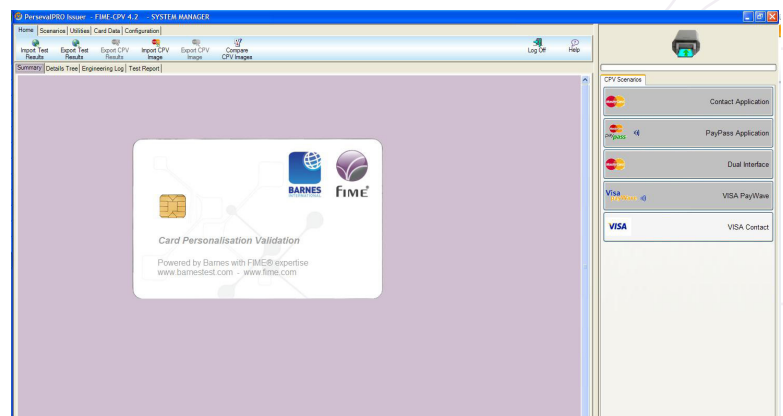 PersevalPRO Issuer - FIME-CPV 4.2 - SYSTEM MANAGER
Home Scenarios Utilities Card Data Configuration
Import Test Results
Export Test Results
Export CPV Results
Import CPV Image
Export CPV Image
Compare CPV Images
Log Off
Help
Summary Details Tree Engineering Log Test Report
BARNES
INTERNATIONAL
FIME
Card Personalisation Validation
Powered by Barnes with FIME® expertise
www.barnestest.com - www.fime.com
CPV Scenarios
Contact Application
PayPass Application
Dual Interface
Visa
VISA PayWave
VISA
VISA Contact